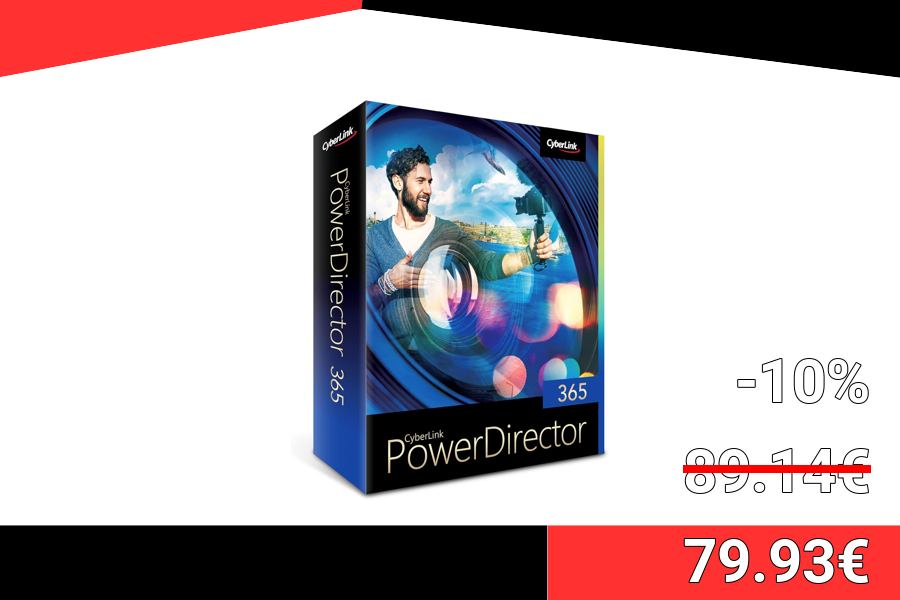 CyberLink
CyberLink
PowerDirector 365
CyberLink
365
CyberLink
PowerDirector
-10%
89.14€
79.93€